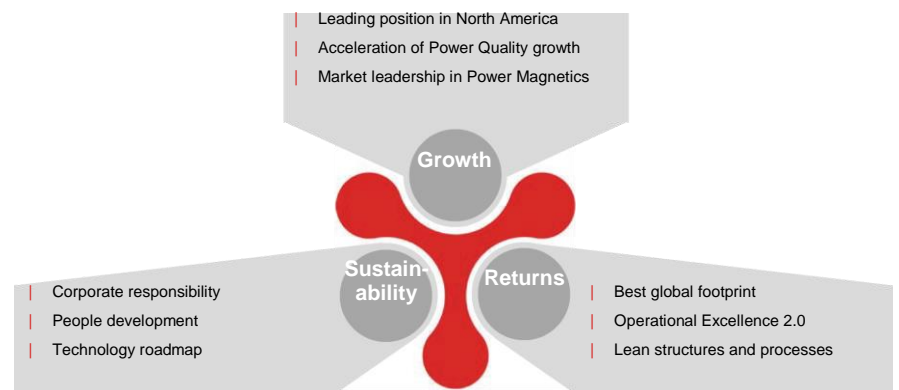 | Leading position in North America
| Acceleration of Power Quality growth
| Market leadership in Power Magnetics
Growth
Sustain-
ability
Returns
| Corporate responsibility
| People development
| Technology roadmap
| Best global footprint
| Operational Excellence 2.0
| Lean structures and processes